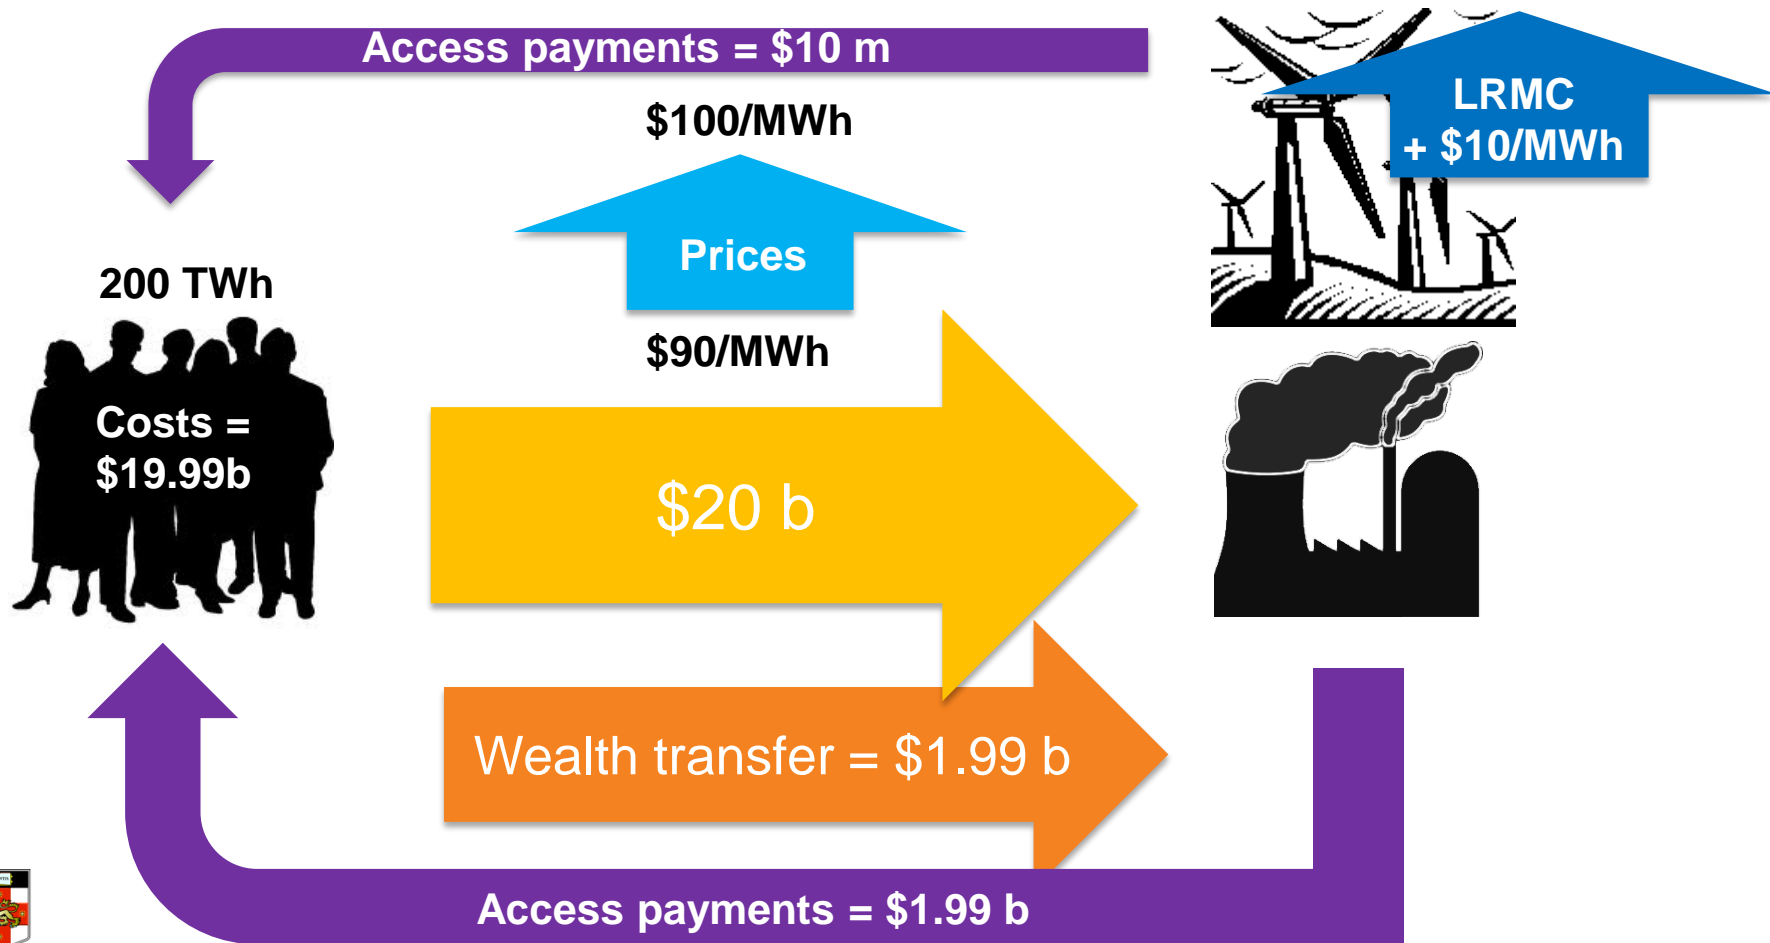 Access payments = $10 m
$100/MWh
LRMC
+ $10/MWh
Prices
200 TWh
$90/MWh
Costs =
$19.99b
$20 b
Wealth transfer = $1.99 b
Access payments = $1.99 b